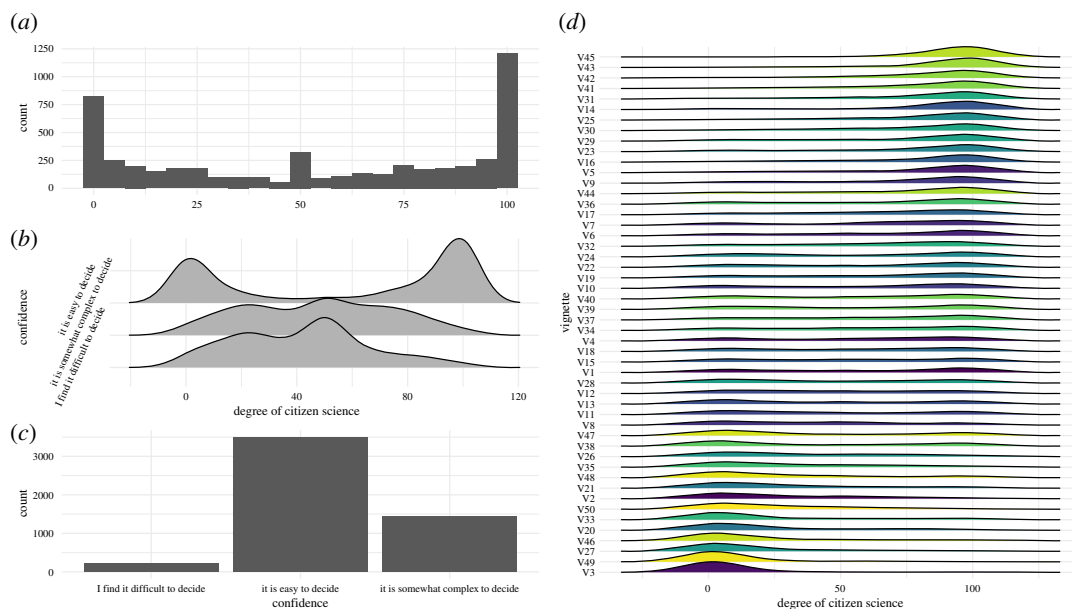 (a)
count
1250
1000
750
500
250
0
0
25
50
75
100
(b)
confidence
it is easy to decide
it is somewhat complex to decide
I find it difficult to decide
0
40
80
120
degree of citizen science
(c)
count
3000
2000
1000
0
I find it difficult to decide
it is easy to decide
it is somewhat complex to decide
confidence
(d)
vignette
V45
V43
V42
V41
V31
V14
V25
V30
V29
V23
V16
V5
V9
V44
V36
V17
V7
V6
V32
V24
V22
V19
V10
V40
V39
V37
V34
V4
V18
V15
V1
V28
V12
V13
V11
V8
V47
V38
V26
V35
V48
V21
V2
V50
V33
V20
V46
V27
V49
V3
0
50
100
degree of citizen science